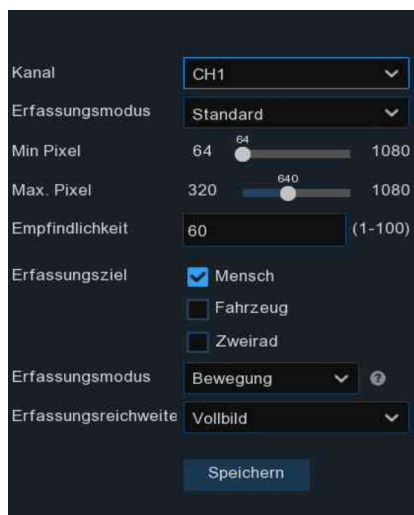 Kanal CH1
Erfassungsmodus Standard
64
Min Pixel 64 1080
640
Max. Pixel 320 1080
Empfindlichkeit 60 (1-100)
Erfassungsziel Mensch
Fahrzeug
Zweirad
Erfassungsmodus Bewegung ?
Erfassungsreichweite Vollbild
Speichern